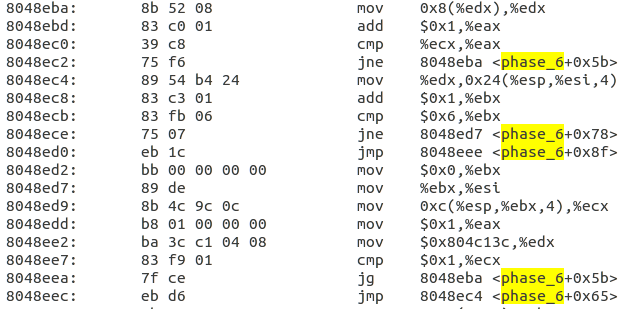 8048eba: 8b 52 08 mov 0x8(%edx),%edx
8048ebd: 83 c0 01 add $0x1,%eax
8048ec0: 39 c8 cmp %ecx,%eax
8048ec2: 75 f6 jne 8048eba <phase_6+0x5b>
8048ec4: 89 54 b4 24 mov %edx,0x24(%esp,%esi,4)
8048ec8: 83 c3 01 add $0x1,%ebx
8048ecb: 83 fb 06 cmp $0x6,%ebx
8048ece: 75 07 jne 8048ed7 <phase_6+0x78>
8048ed0: eb 1c jmp 8048eee <phase_6+0x8f>
8048ed2: bb 00 00 00 00 mov $0x0,%ebx
8048ed7: 89 de mov %ebx,%esi
8048ed9: 8b 4c 9c 0c mov 0xc(%esp,%ebx,4),%ecx
8048edd: b8 01 00 00 00 mov $0x1,%eax
8048ee2: ba 3c c1 04 08 mov $0x804c13c,%edx
8048ee7: 83 f9 01 cmp $0x1,%ecx
8048eea: 7f ce jg 8048eba <phase_6+0x5b>
8048eec: eb d6 jmp 8048ec4 <phase_6+0x65>